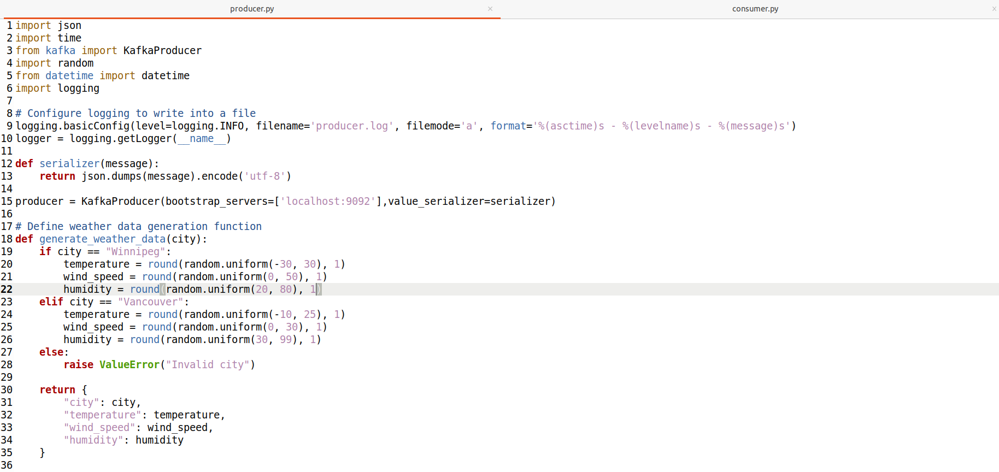 producer.py × consumer.py ×
1 import json
2 import time
3 from kafka import KafkaProducer
4 import random
5 from datetime import datetime
6 import logging
7
8 # Configure logging to write into a file
9 logging.basicConfig(level=logging.INFO, filename='producer.log', filemode='a', format='%(asctime)s - %(levelname)s - %(message)s')
10 logger = logging.getLogger(__name__)
11
12 def serializer(message):
13     return json.dumps(message).encode('utf-8')
14
15 producer = KafkaProducer(bootstrap_servers=['localhost:9092'],value_serializer=serializer)
16
17 # Define weather data generation function
18 def generate_weather_data(city):
19     if city == "Winnipeg":
20         temperature = round(random.uniform(-30, 30), 1)
21         wind_speed = round(random.uniform(0, 50), 1)
22         humidity = round(random.uniform(20, 80), 1)
23     elif city == "Vancouver":
24         temperature = round(random.uniform(-10, 25), 1)
25         wind_speed = round(random.uniform(0, 30), 1)
26         humidity = round(random.uniform(30, 99), 1)
27     else:
28         raise ValueError("Invalid city")
29
30     return {
31         "city": city,
32         "temperature": temperature,
33         "wind_speed": wind_speed,
34         "humidity": humidity
35     }
36